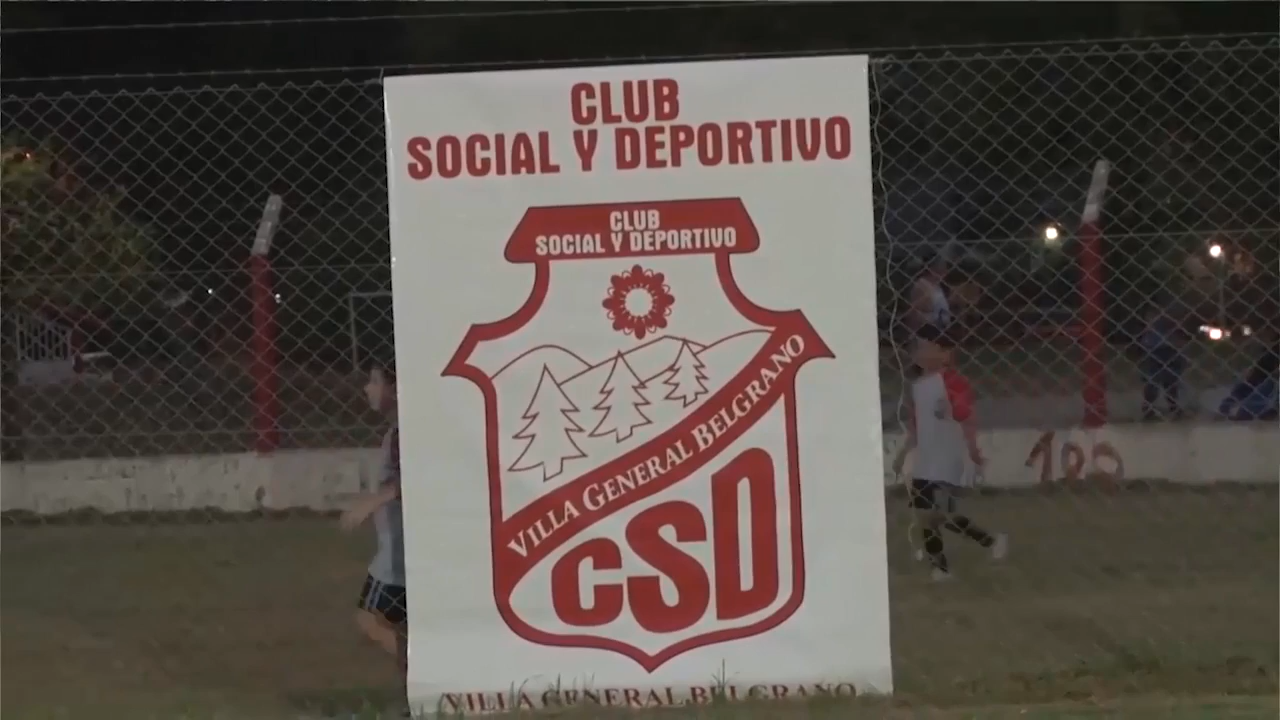 CLUB
SOCIAL Y DEPORTIVO
CLUB
SOCIAL Y DEPORTIVO
VILLA GENERAL BELGRANO
CSD
VILLA GENERAL BELGRANO